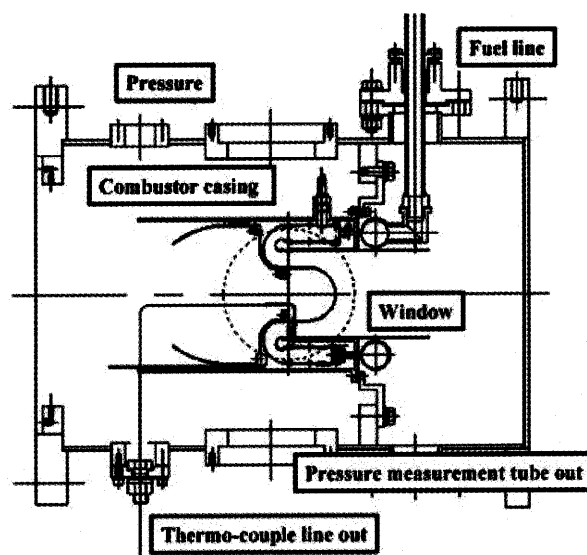 Fuel line
Pressure
Combustor casing
Window
Pressure measurement tube out
Thermo-couple line out